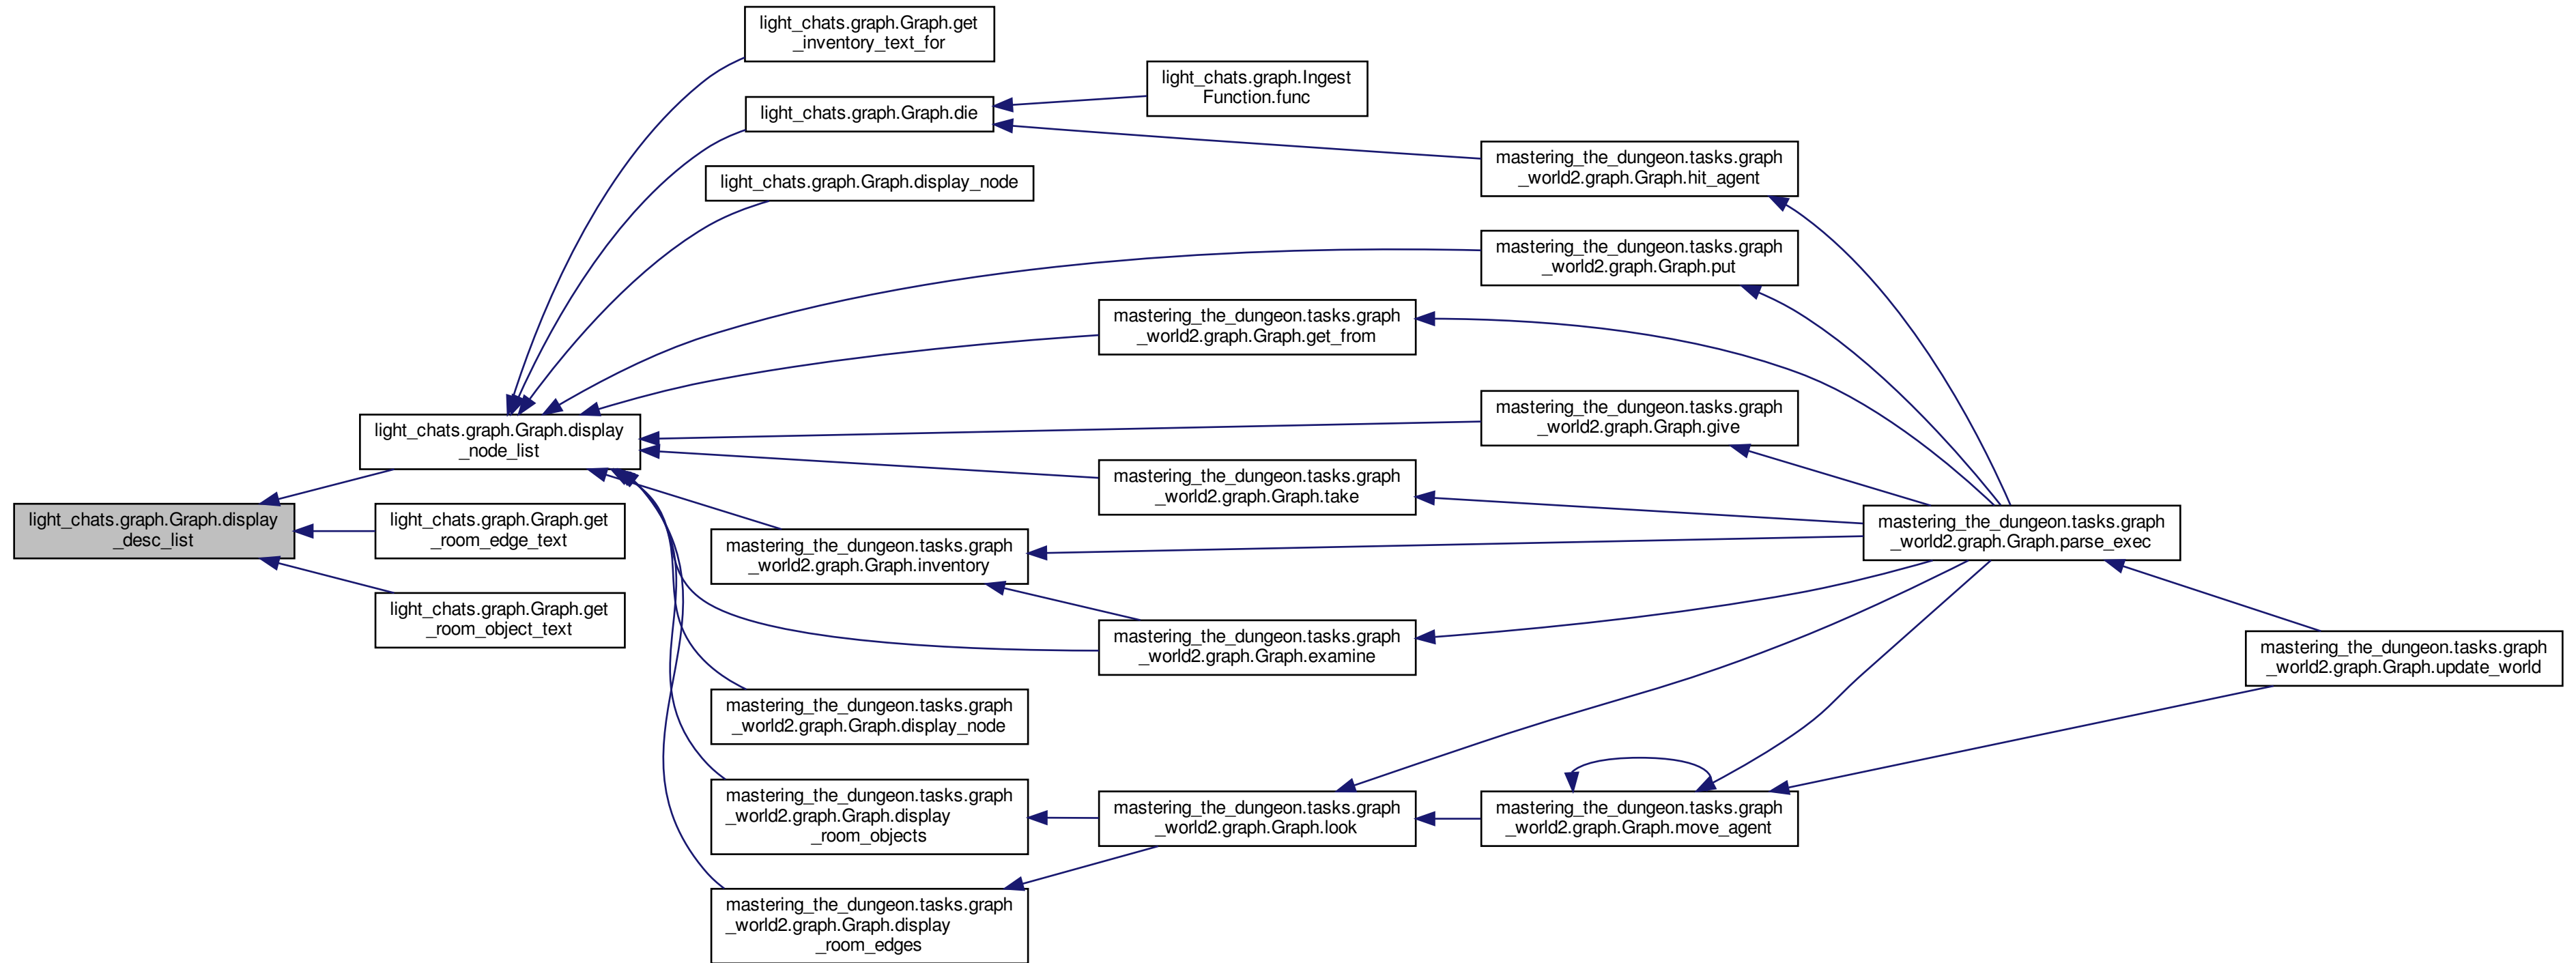 light_chats.graph.Graph.get
_inventory_text_for
light_chats.graph.Ingest
Function.func
light_chats.graph.Graph.die
mastering_the_dungeon.tasks.graph
_world2.graph.Graph.hit_agent
light_chats.graph.Graph.display_node
mastering_the_dungeon.tasks.graph
_world2.graph.Graph.put
mastering_the_dungeon.tasks.graph
_world2.graph.Graph.get_from
light_chats.graph.Graph.display
_node_list
mastering_the_dungeon.tasks.graph
_world2.graph.Graph.give
mastering_the_dungeon.tasks.graph
_world2.graph.Graph.take
light_chats.graph.Graph.display
_desc_list
light_chats.graph.Graph.get
_room_edge_text
mastering_the_dungeon.tasks.graph
_world2.graph.Graph.inventory
mastering_the_dungeon.tasks.graph
_world2.graph.Graph.parse_exec
light_chats.graph.Graph.get
_room_object_text
mastering_the_dungeon.tasks.graph
_world2.graph.Graph.examine
mastering_the_dungeon.tasks.graph
_world2.graph.Graph.update_world
mastering_the_dungeon.tasks.graph
_world2.graph.Graph.display_node
mastering_the_dungeon.tasks.graph
_world2.graph.Graph.display
_room_objects
mastering_the_dungeon.tasks.graph
_world2.graph.Graph.look
mastering_the_dungeon.tasks.graph
_world2.graph.Graph.move_agent
mastering_the_dungeon.tasks.graph
_world2.graph.Graph.display
_room_edges